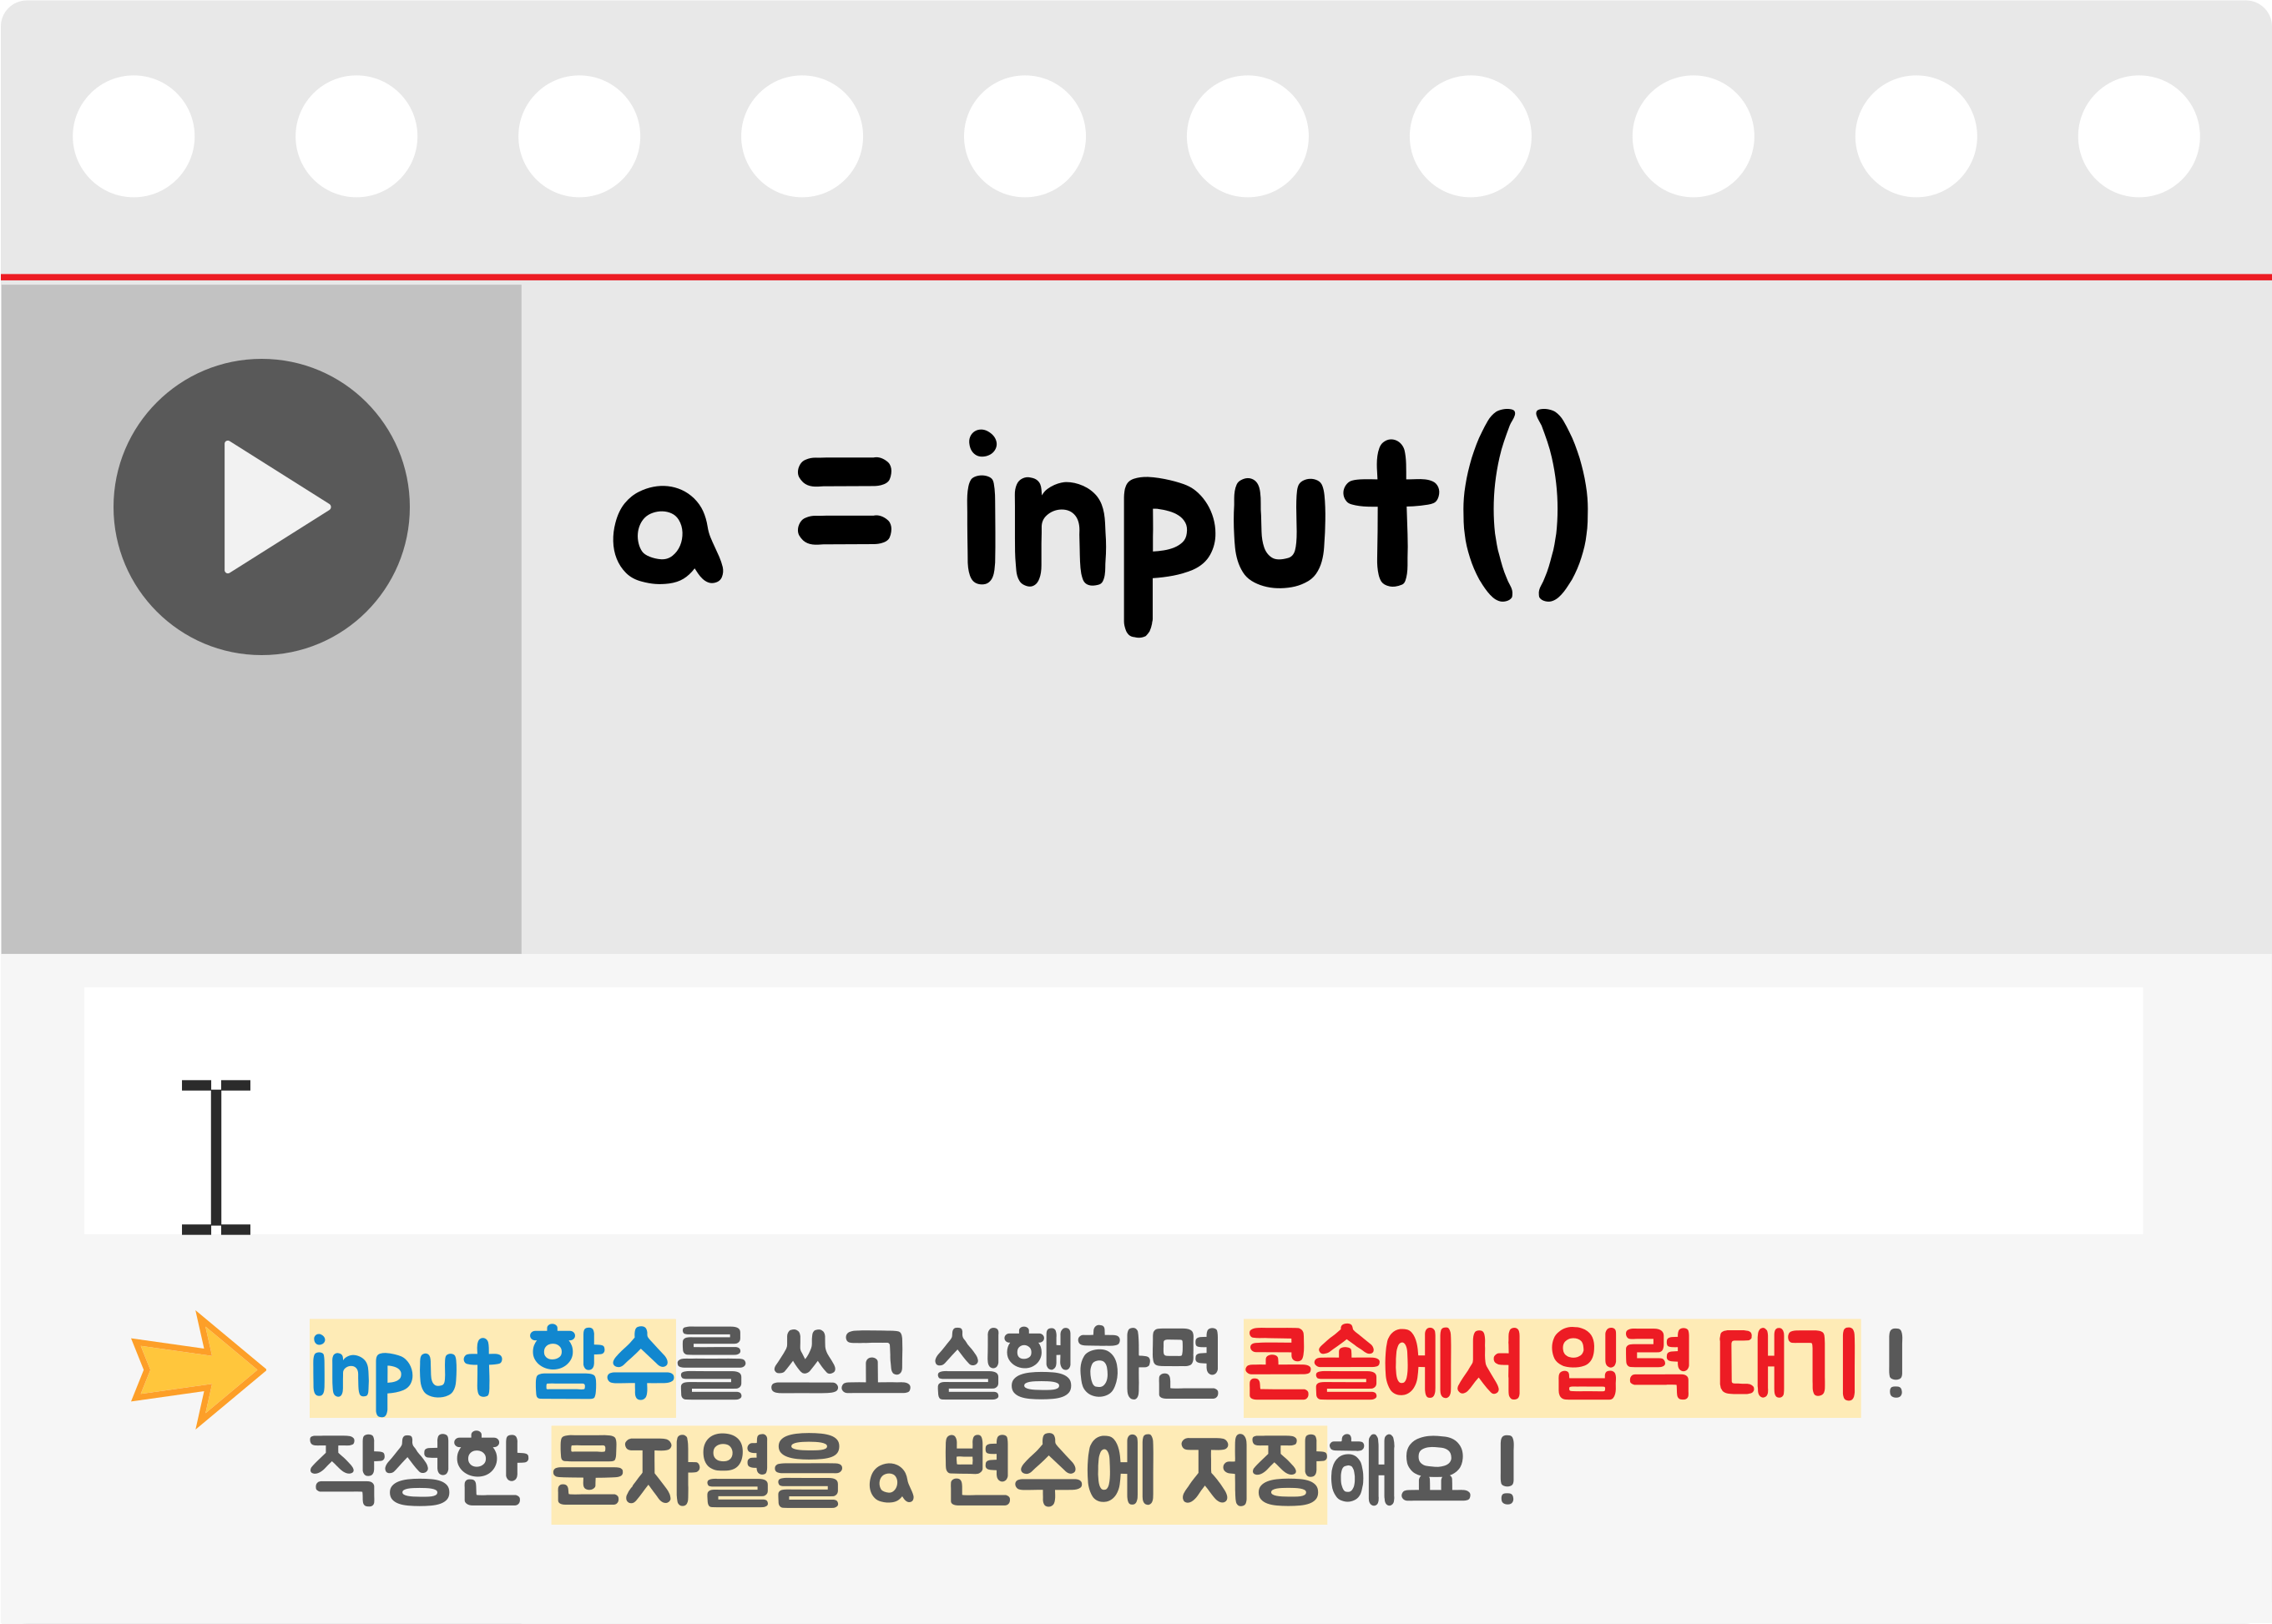 a = input()
input 함수를 쓰고 실행하면 콘솔에서 입력 대기 !
작성한 문자열을 a 변수에 저장해요 !